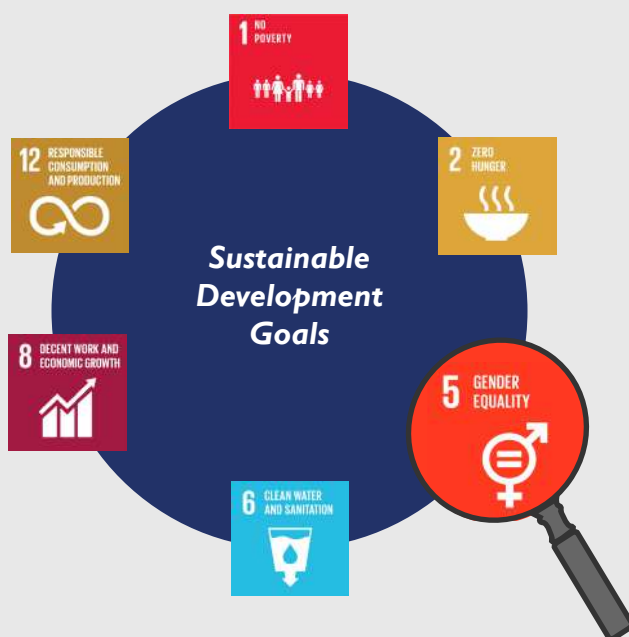 1 NO
POVERTY
12 RESPONSIBLE
CONSUMPTION
AND PRODUCTION
2 ZERO
HUNGER
Sustainable
Development
Goals
8 DECENT WORK AND
ECONOMIC GROWTH
5 GENDER
EQUALITY
6 CLEAN WATER
AND SANITATION